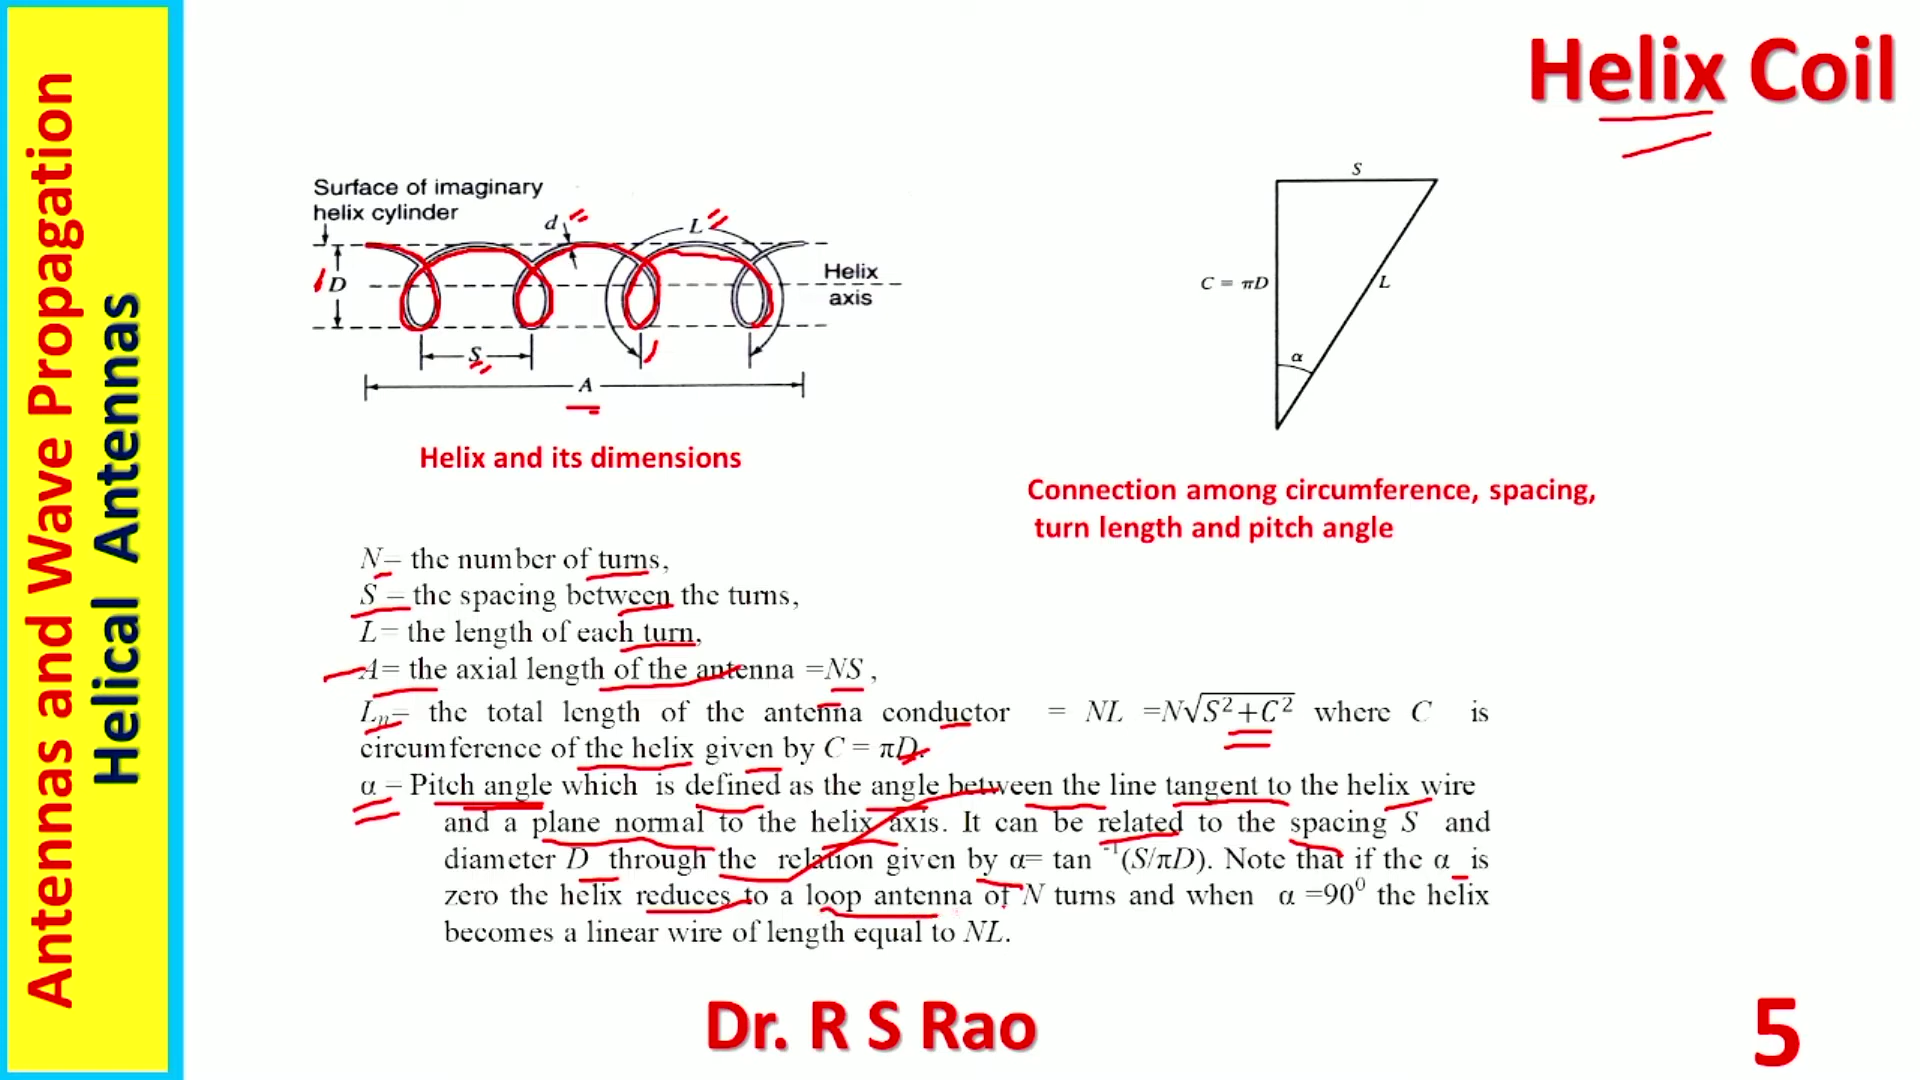 Antennas and Wave Propagation
Helical Antennas
Helix Coil
Surface of imaginary
helix cylinder
d
L
D
Helix
axis
S
A
Helix and its dimensions
S
C = πD
L
α
Connection among circumference, spacing,
turn length and pitch angle
N= the number of turns,
S = the spacing between the turns,
L= the length of each turn,
A= the axial length of the antenna =NS ,
Ln= the total length of the antenna conductor = NL =N√S²+C² where C is
circumference of the helix given by C = πD.
α = Pitch angle which is defined as the angle between the line tangent to the helix wire
and a plane normal to the helix axis. It can be related to the spacing S and
diameter D through the relation given by α= tan ⁻¹(S/πD). Note that if the α is
zero the helix reduces to a loop antenna of N turns and when α =90⁰ the helix
becomes a linear wire of length equal to NL.
Dr. R S Rao
5